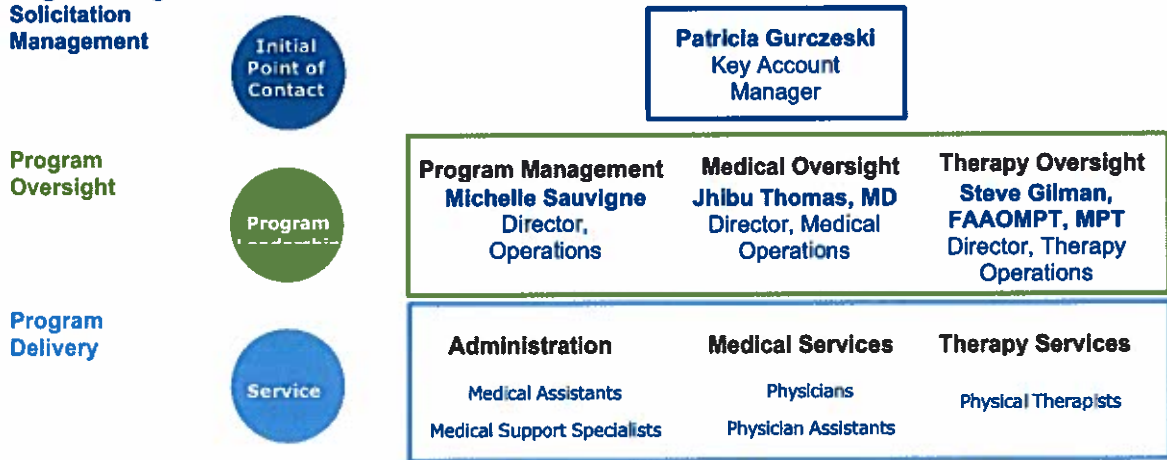 Solicitation
Management
Initial
Point of
Contact
Patricia Gurczeski
Key Account
Manager
Program
Oversight
Program
Program Management
Michelle Sauvigne
Director,
Operations
Medical Oversight
Jhibu Thomas, MD
Director, Medical
Operations
Therapy Oversight
Steve Gilman,
FAAOMPT, MPT
Director, Therapy
Operations
Program
Delivery
Service
Administration
Medical Assistants
Medical Support Specialists
Medical Services
Physicians
Physician Assistants
Therapy Services
Physical Therapists